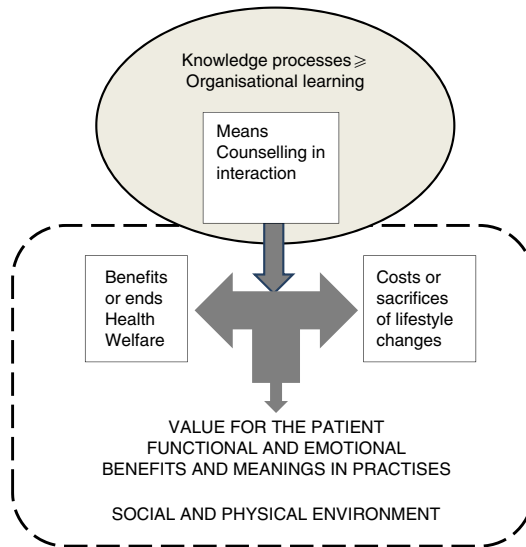 Knowledge processes ⩾
Organisational learning
Means
Counselling in
interaction
Benefits
or ends
Health
Welfare
Costs or
sacrifices
of lifestyle
changes
VALUE FOR THE PATIENT
FUNCTIONAL AND EMOTIONAL
BENEFITS AND MEANINGS IN PRACTISES
SOCIAL AND PHYSICAL ENVIRONMENT